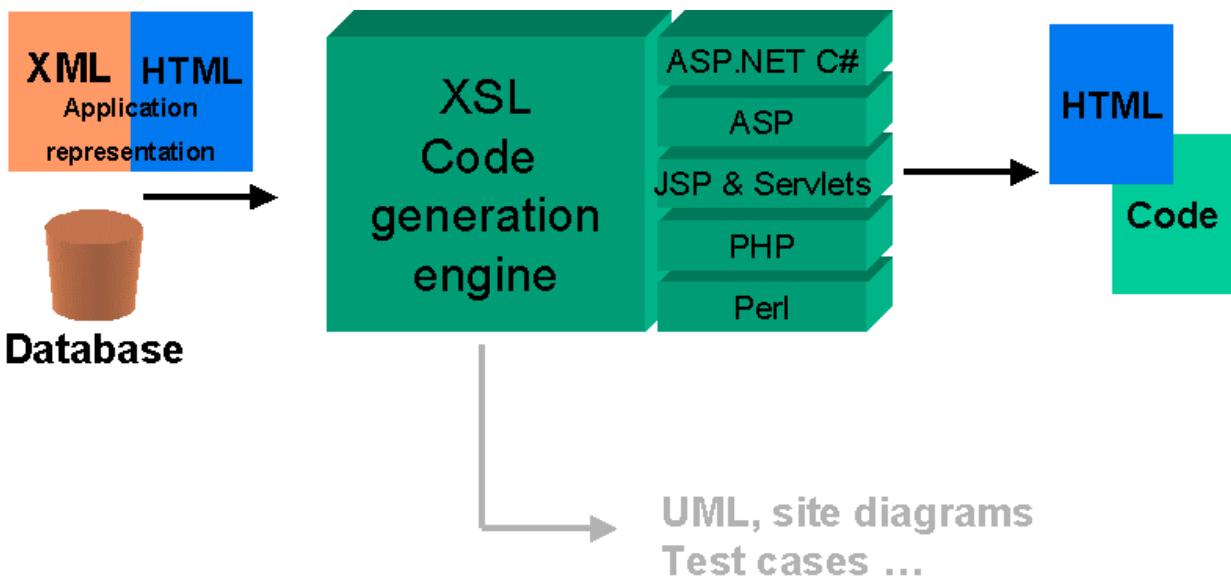 XML HTML
Application
representation
Database
XSL
Code
generation
engine
ASP.NET C#
ASP
JSP & Servlets
PHP
Perl
HTML
Code
UML, site diagrams
Test cases ...